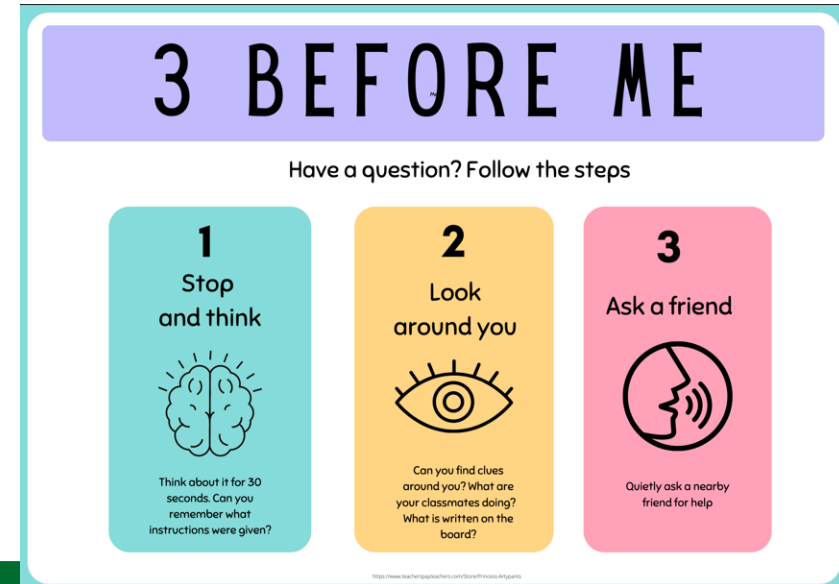 3 BEFORE ME
Have a question? Follow the steps
1
Stop
and think
Think about it for 30
seconds. Can you
remember what
instructions were given?
2
Look
around you
Can you find clues
around you? What are
your classmates doing?
What is written on the
board?
3
Ask a friend
Quietly ask a nearby
friend for help
https://www.teacherspayteachers.com/Store/Princess-Artypants